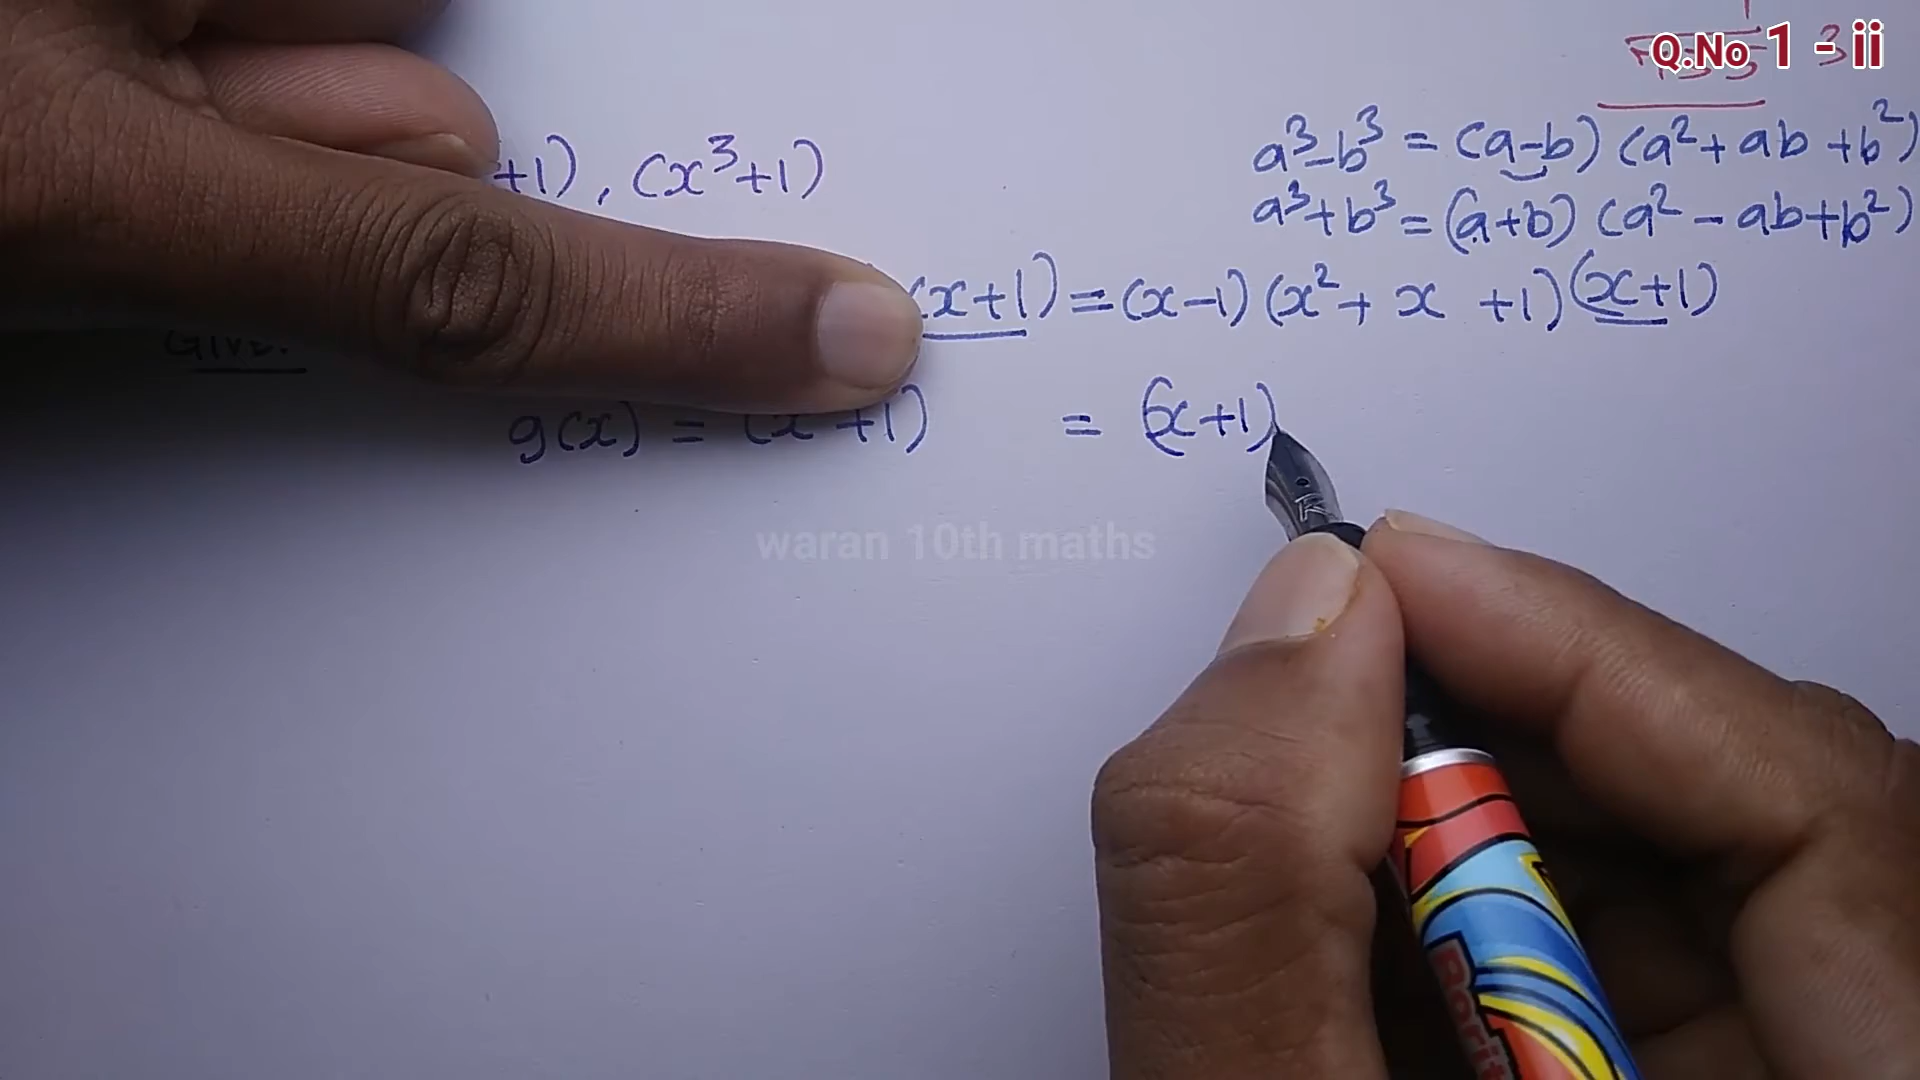 Q.No 1 - ii
a³-b³ = (a-b) (a²+ ab +b²)
+1), (x³+1)
a³+b³ = (a+b) (a² - ab+b²)
(x+1) = (x-1) (x²+ x +1) (x+1)
g(x) = (x +1) = (x+1)
waran 10th maths